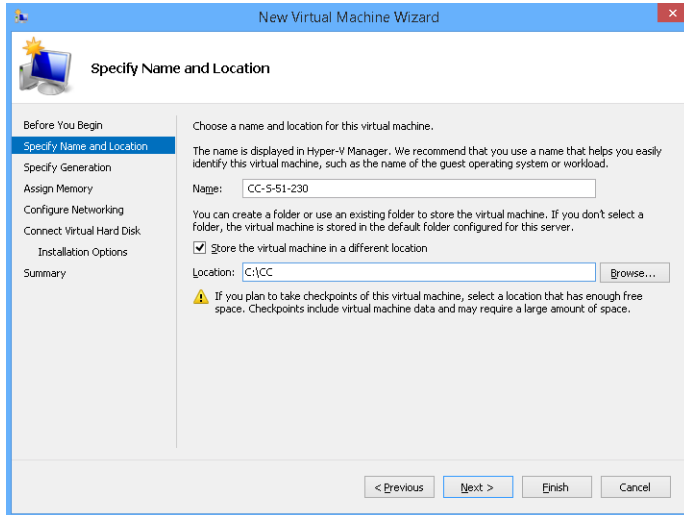 New Virtual Machine Wizard
Specify Name and Location
Before You Begin
Specify Name and Location
Specify Generation
Assign Memory
Configure Networking
Connect Virtual Hard Disk
Installation Options
Summary
Choose a name and location for this virtual machine.
The name is displayed in Hyper-V Manager. We recommend that you use a name that helps you easily
identify this virtual machine, such as the name of the guest operating system or workload.
Name: CC-S-51-230
You can create a folder or use an existing folder to store the virtual machine. If you don't select a
folder, the virtual machine is stored in the default folder configured for this server.
Store the virtual machine in a different location
Location: C:\CC Browse...
If you plan to take checkpoints of this virtual machine, select a location that has enough free
space. Checkpoints include virtual machine data and may require a large amount of space.
< Previous Next > Finish Cancel